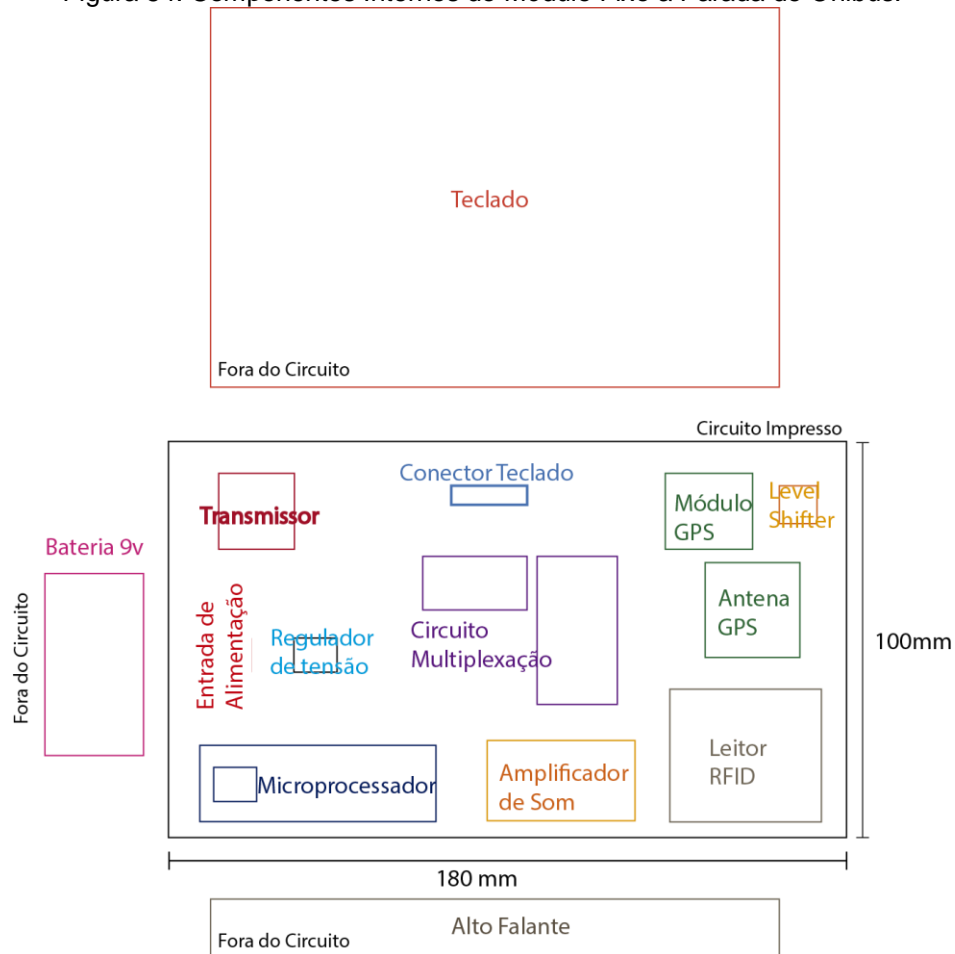 Teclado
Fora do Circuito
Circuito Impresso
Conector Teclado
Transmissor
Módulo
GPS
Level
Shifter
Bateria 9v
Fora do Circuito
Entrada de
Alimentação
Regulador
de tensão
Circuito
Multiplexação
Antena
GPS
100mm
Microprocessador
Amplificador
de Som
Leitor
RFID
180 mm
Alto Falante
Fora do Circuito